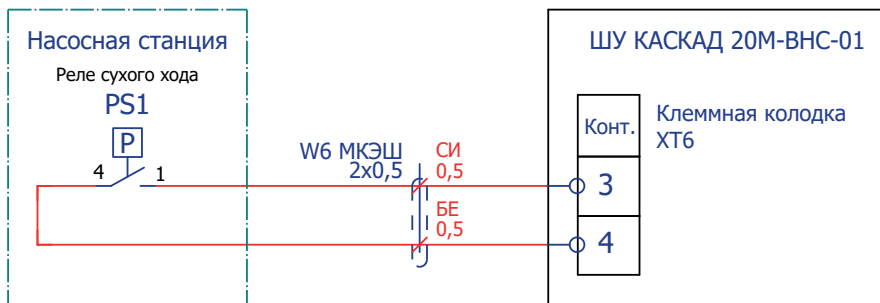 Насосная станция
Реле сухого хода
PS1
P
4
1
W6 МКЭШ
2x0,5
СИ
0,5
БЕ
0,5
ШУ КАСКАД 20М-ВНС-01
Конт.
3
4
Клеммная колодка
XT6